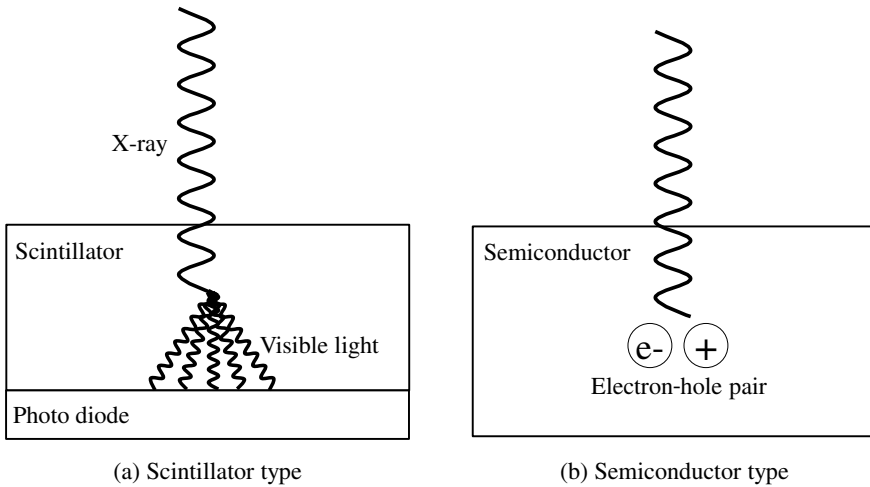 X-ray
Scintillator
Visible light
Photo diode
(a) Scintillator type
Semiconductor
e- +
Electron-hole pair
(b) Semiconductor type